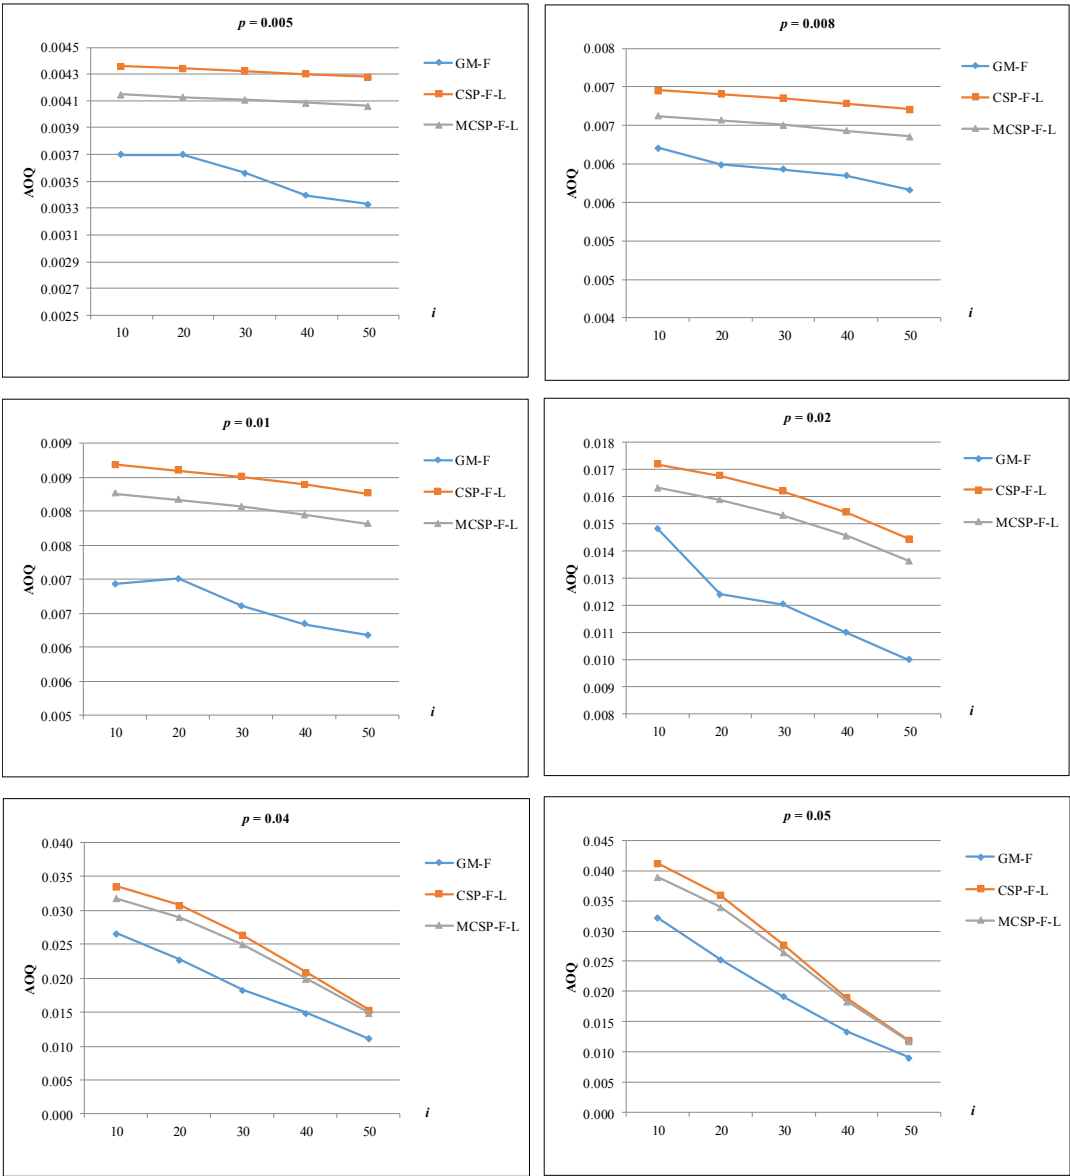 p = 0.005
0.0045
0.0043
0.0041
0.0039
0.0037
0.0035
0.0033
0.0031
0.0029
0.0027
0.0025
AOQ
10 20 30 40 50
i
GM-F
CSP-F-L
MCSP-F-L
p = 0.008
0.008
0.007
0.007
0.006
0.006
0.005
0.005
0.004
AOQ
10 20 30 40 50
i
GM-F
CSP-F-L
MCSP-F-L
p = 0.01
0.009
0.009
0.008
0.008
0.007
0.007
0.006
0.006
0.005
AOQ
10 20 30 40 50
i
GM-F
CSP-F-L
MCSP-F-L
p = 0.02
0.018
0.017
0.016
0.015
0.014
0.013
0.012
0.011
0.010
0.009
0.008
AOQ
10 20 30 40 50
i
GM-F
CSP-F-L
MCSP-F-L
p = 0.04
0.040
0.035
0.030
0.025
0.020
0.015
0.010
0.005
0.000
AOQ
10 20 30 40 50
i
GM-F
CSP-F-L
MCSP-F-L
p = 0.05
0.045
0.040
0.035
0.030
0.025
0.020
0.015
0.010
0.005
0.000
AOQ
10 20 30 40 50
i
GM-F
CSP-F-L
MCSP-F-L